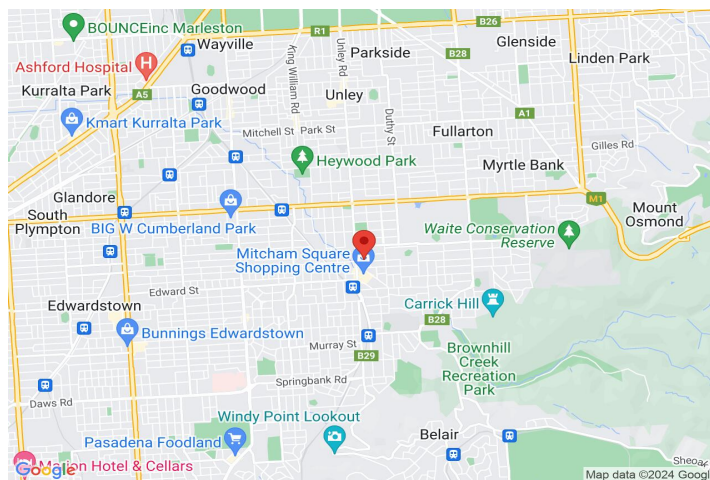 BOUNCEinc Marleston
Wayville
R1
B26
Glenside
Unley Rd
Parkside
B28
Linden Park
King William Rd
Ashford Hospital
H
Kurralta Park
A5
Goodwood
Unley
Duthy St
A1
Kmart Kurralta Park
Mitchell St
Park St
Fullarton
Gilles Rd
Heywood Park
Myrtle Bank
Glandore
M1
Mount
Osmond
South
Plympton
BIG W Cumberland Park
Waite Conservation
Reserve
Mitcham Square
Shopping Centre
Edward St
Edwardstown
Carrick Hill
B28
Bunnings Edwardstown
Murray St
B29
Brownhill
Creek
Recreation
Park
Springbank Rd
Daws Rd
Windy Point Lookout
Pasadena Foodland
Belair
Marion Hotel & Cellars
Google
Map data ©2024 Googl